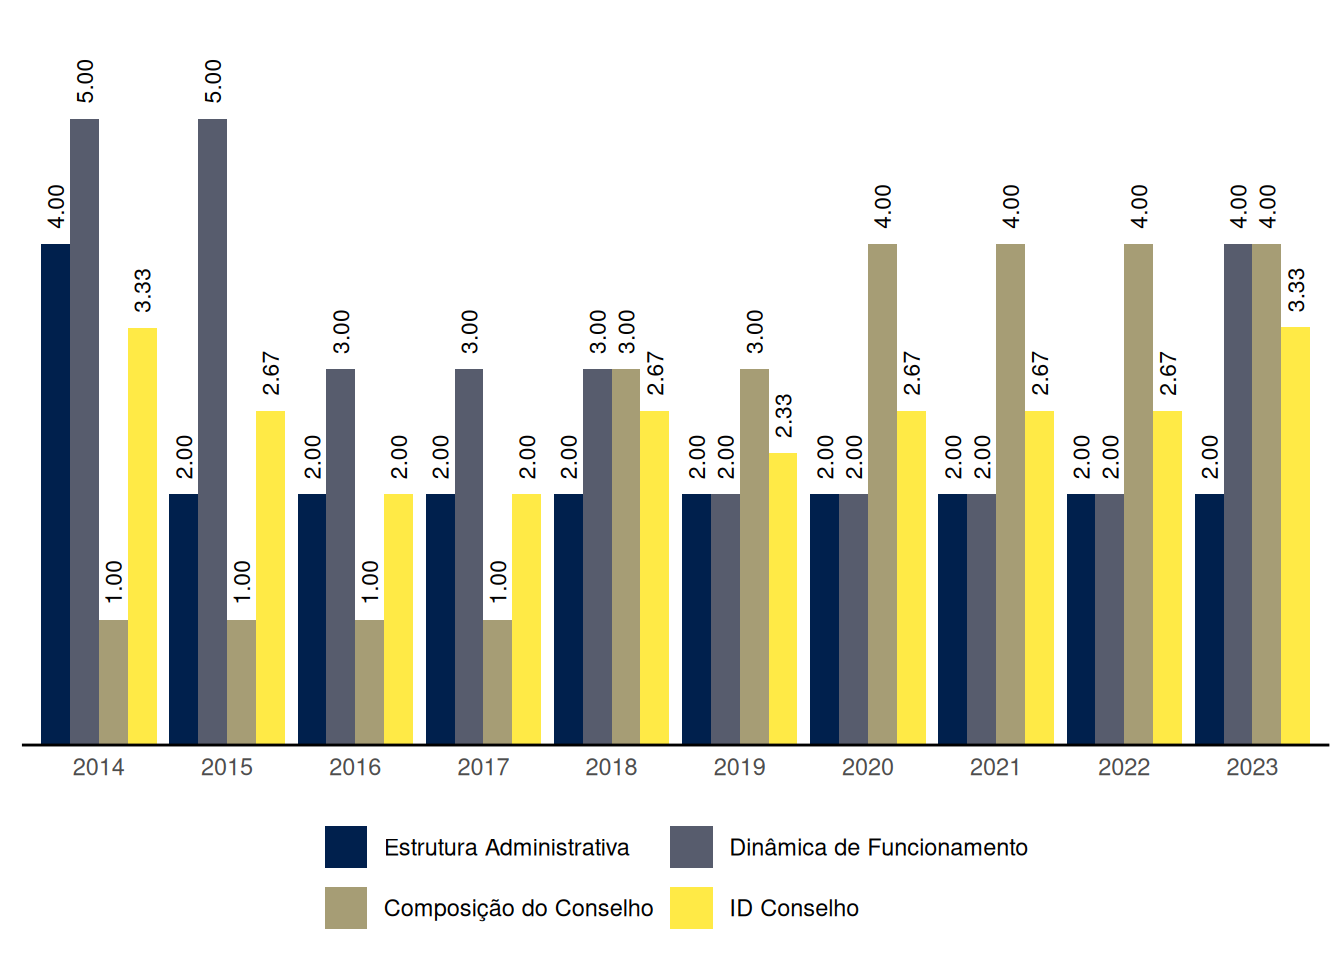 5.00 5.00
4.00 4.00 4.00 4.00 4.00 4.00
3.33 3.33
3.00 3.00 3.00 3.00 3.00
2.67 2.67 2.67 2.67 2.67
2.33
2.00 2.00 2.00 2.00 2.00 2.00 2.00 2.00 2.00 2.00 2.00 2.00 2.00 2.00 2.00
1.00 1.00 1.00 1.00
2014 2015 2016 2017 2018 2019 2020 2021 2022 2023
Estrutura Administrativa Dinâmica de Funcionamento
Composição do Conselho ID Conselho